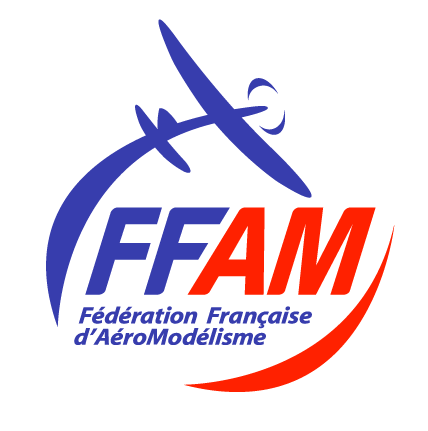 FFAM
Fédération Française
d'AéroModélisme